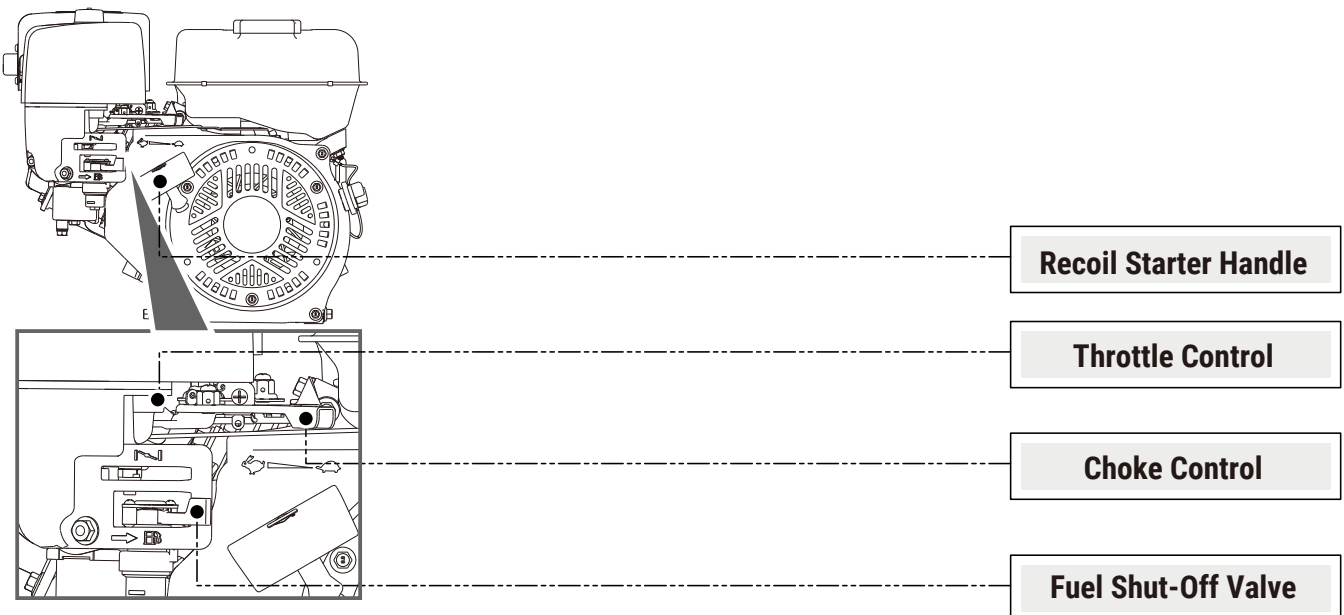 Recoil Starter Handle
Throttle Control
Choke Control
Fuel Shut-Off Valve